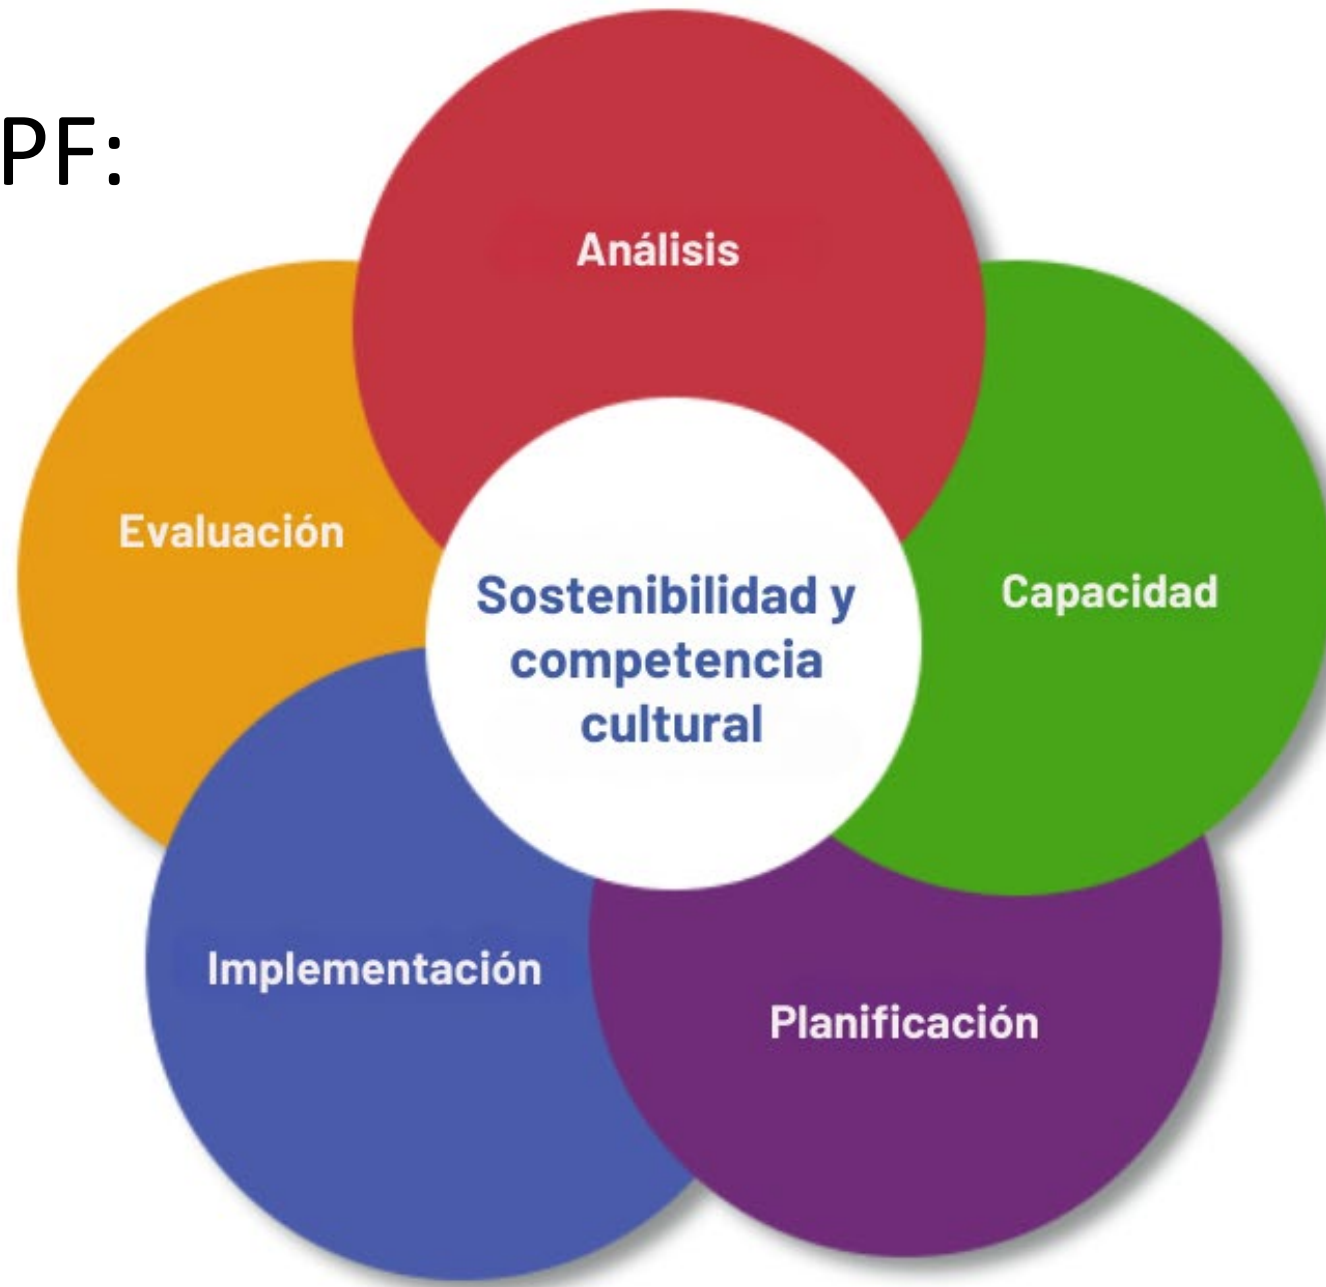 PF:
Análisis
Evaluación
Capacidad
Sostenibilidad y
competencia
cultural
Implementación
Planificación